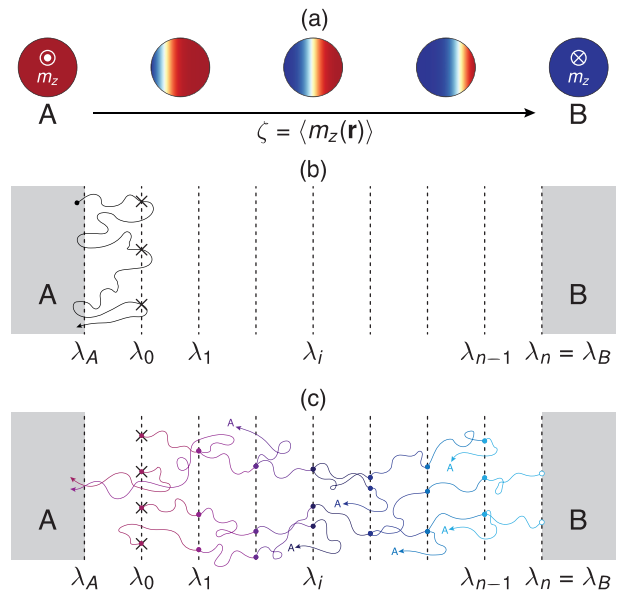 (a)
m_z m_z
A B
ζ = ⟨m_z(r)⟩
(b)
A B
λ_A λ_0 λ_1 λ_i λ_{n−1} λ_n = λ_B
(c)
A
A
A B
A
A
A A
λ_A λ_0 λ_1 λ_i λ_{n−1} λ_n = λ_B